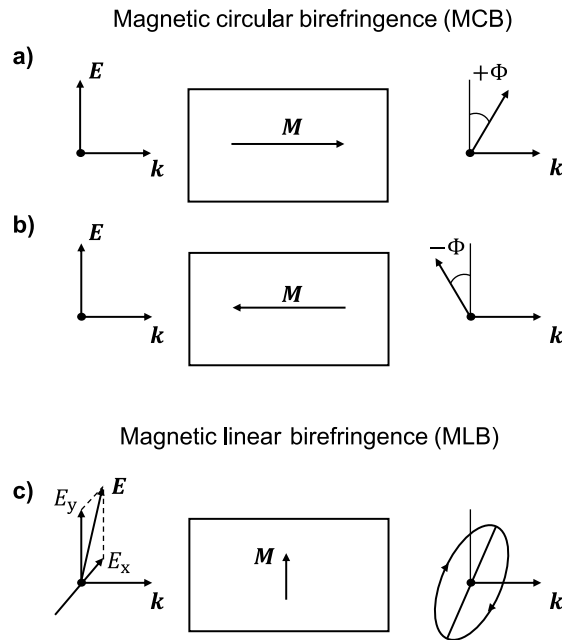 Magnetic circular birefringence (MCB)
a)
E
k
M
+Φ
k
b)
E
k
M
−Φ
k
Magnetic linear birefringence (MLB)
c)
Ey
E
Ex
k
M
k